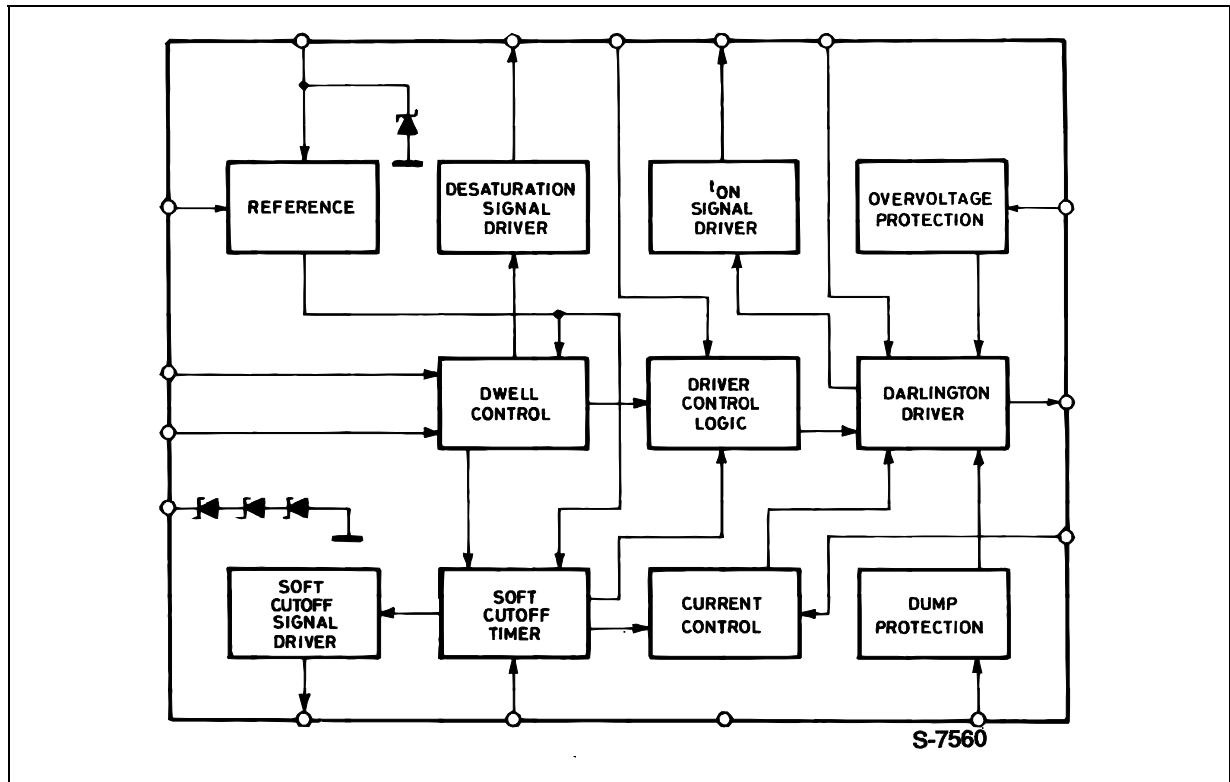 REFERENCE
DESATURATION
SIGNAL
DRIVER
tON
SIGNAL
DRIVER
OVERVOLTAGE
PROTECTION
DWELL
CONTROL
DRIVER
CONTROL
LOGIC
DARLINGTON
DRIVER
SOFT
CUTOFF
SIGNAL
DRIVER
SOFT
CUTOFF
TIMER
CURRENT
CONTROL
DUMP
PROTECTION
S-7560